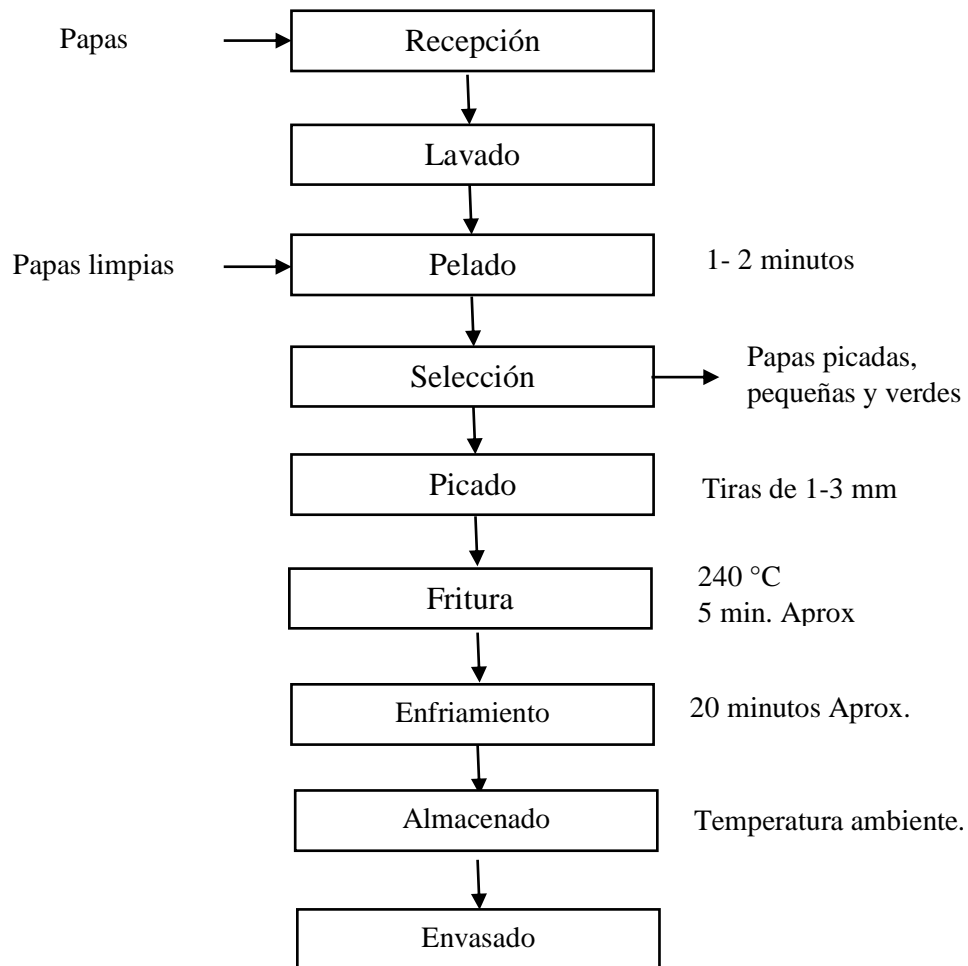 Papas
Recepción
Lavado
Papas limpias
Pelado
1- 2 minutos
Selección
Papas picadas,
pequeñas y verdes
Picado
Tiras de 1-3 mm
Fritura
240 °C
5 min. Aprox
Enfriamiento
20 minutos Aprox.
Almacenado
Temperatura ambiente.
Envasado